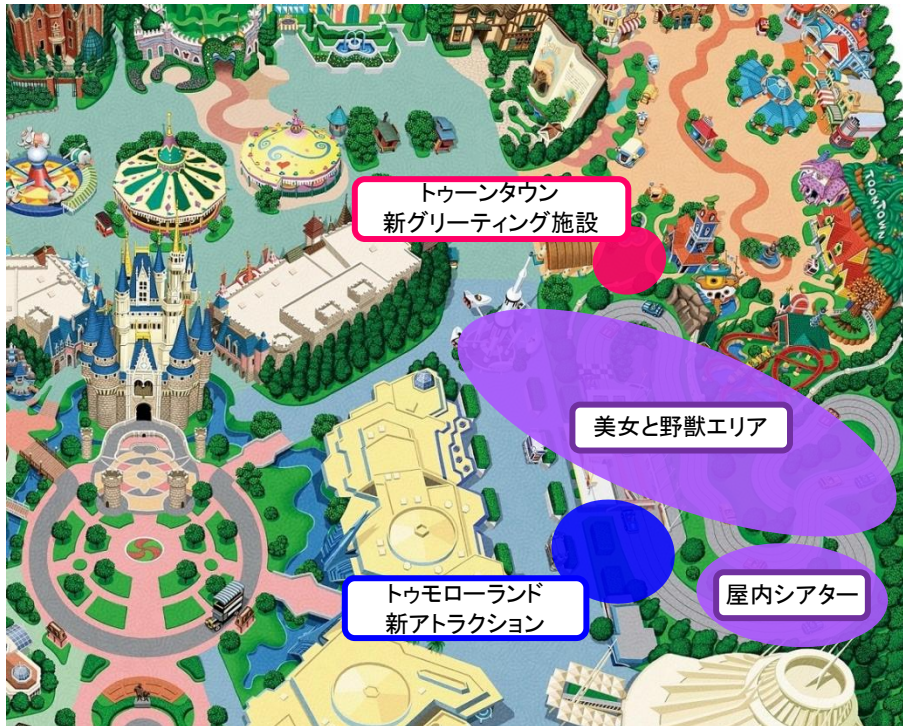 トゥーンタウン
新グリーティング施設
TOONTOWN
美女と野獣エリア
屋内シアター
トゥモローランド
新アトラクション